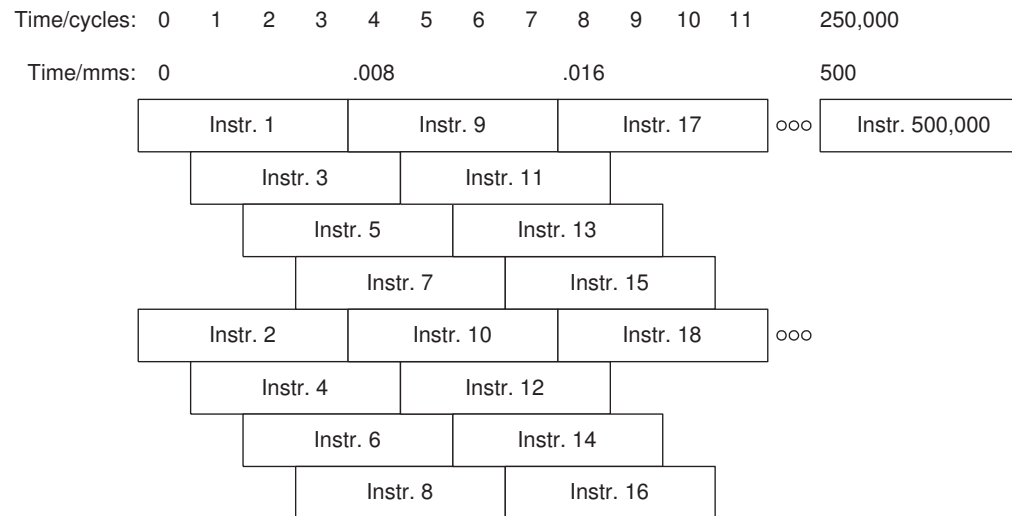 Time/cycles: 0 1 2 3 4 5 6 7 8 9 10 11 250,000
Time/mms: 0 .008 .016 500
Instr. 1 Instr. 9 Instr. 17 ○○○ Instr. 500,000
Instr. 3 Instr. 11
Instr. 5 Instr. 13
Instr. 7 Instr. 15
Instr. 2 Instr. 10 Instr. 18 ○○○
Instr. 4 Instr. 12
Instr. 6 Instr. 14
Instr. 8 Instr. 16